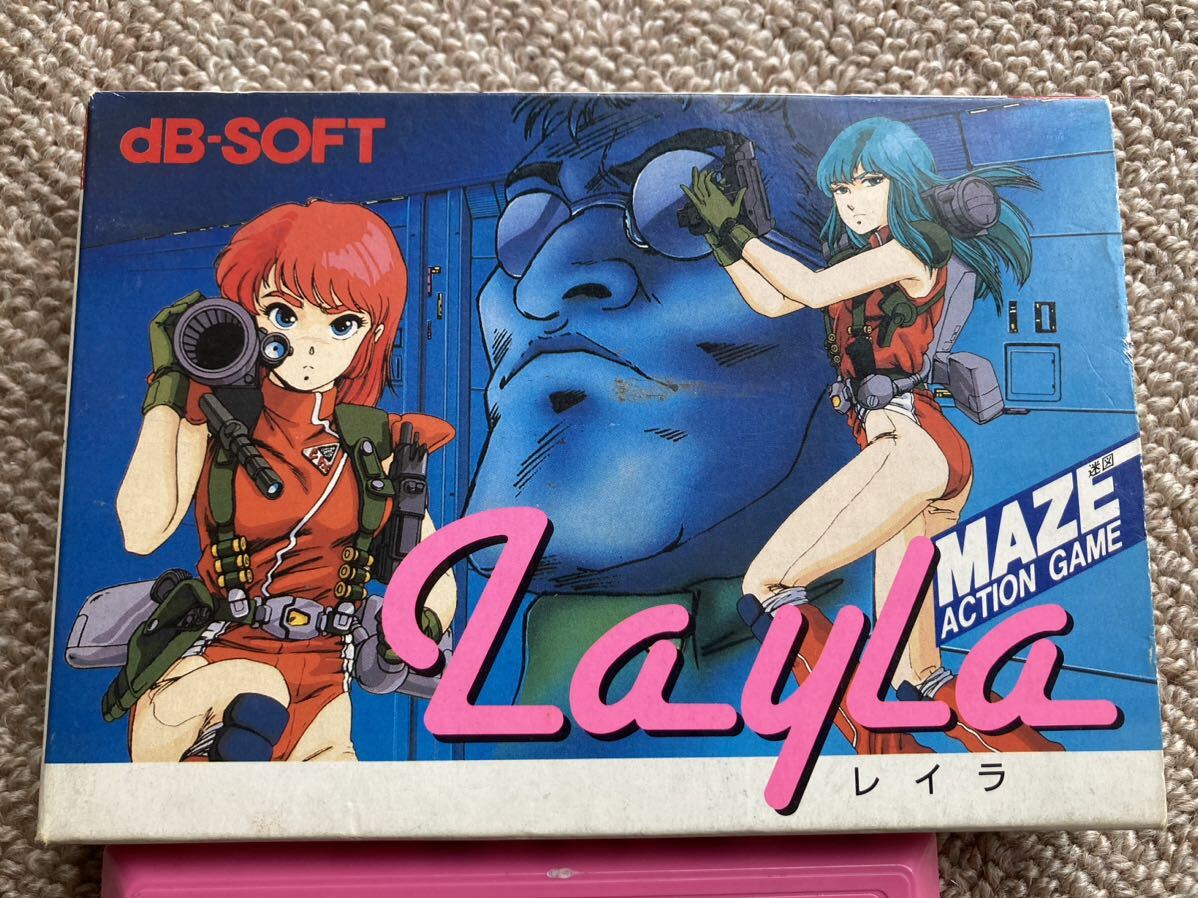 dB-SOFT
迷図
MAZE
ACTION GAME
Layla
レイラ